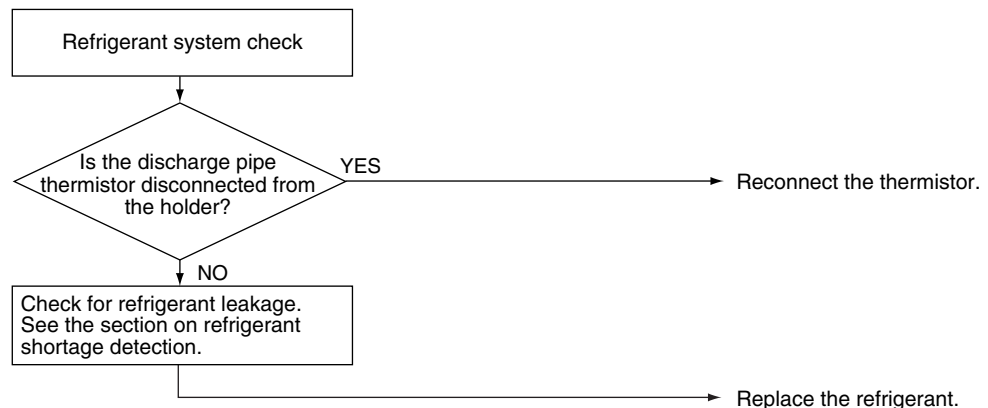 Refrigerant system check
Is the discharge pipe
thermistor disconnected from
the holder?
YES
Reconnect the thermistor.
NO
Check for refrigerant leakage.
See the section on refrigerant
shortage detection.
Replace the refrigerant.